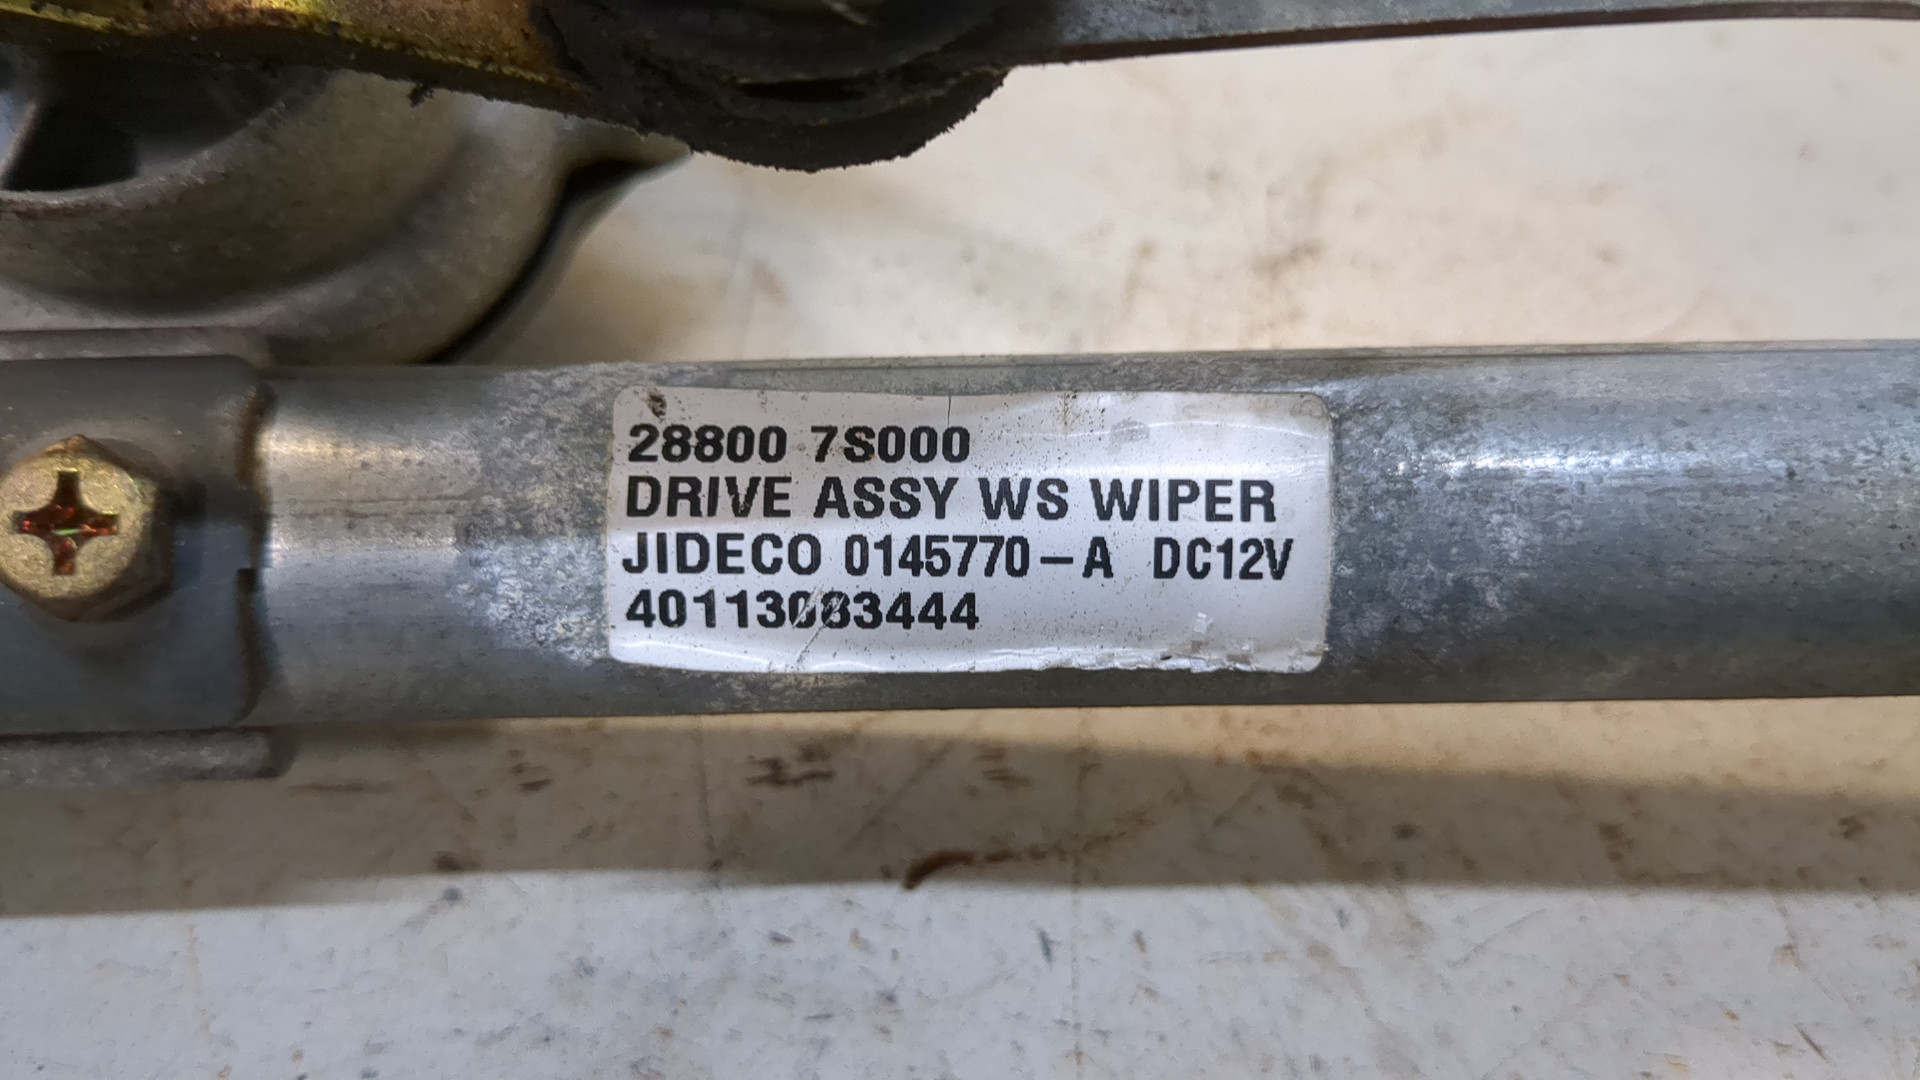 28800 7S000
DRIVE ASSY WS WIPER
JIDECO 0145770-A DC12V
40113083444